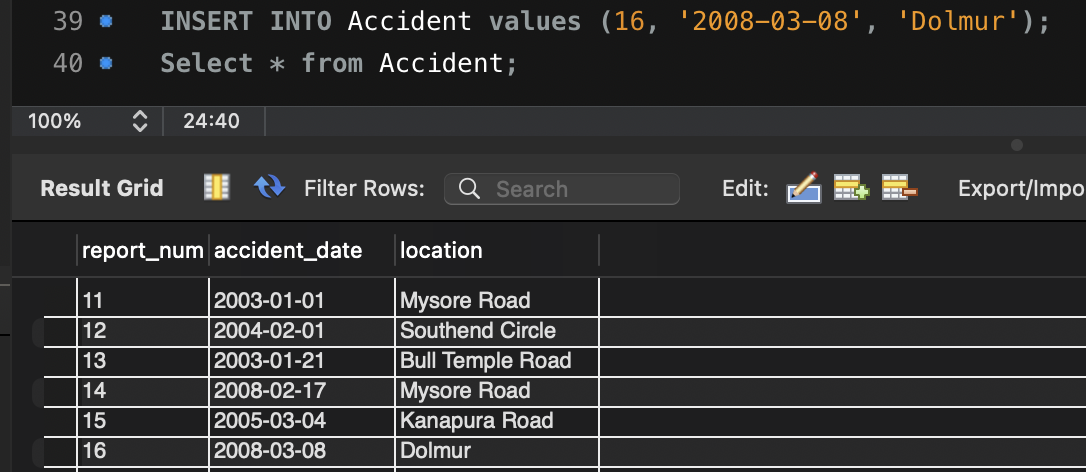 39 INSERT INTO Accident values (16, '2008-03-08', 'Dolmur');
40 Select * from Accident;
100% 24:40
Result Grid Filter Rows: Search Edit: Export/Impo
report_num accident_date location
11 2003-01-01 Mysore Road
12 2004-02-01 Southend Circle
13 2003-01-21 Bull Temple Road
14 2008-02-17 Mysore Road
15 2005-03-04 Kanapura Road
16 2008-03-08 Dolmur